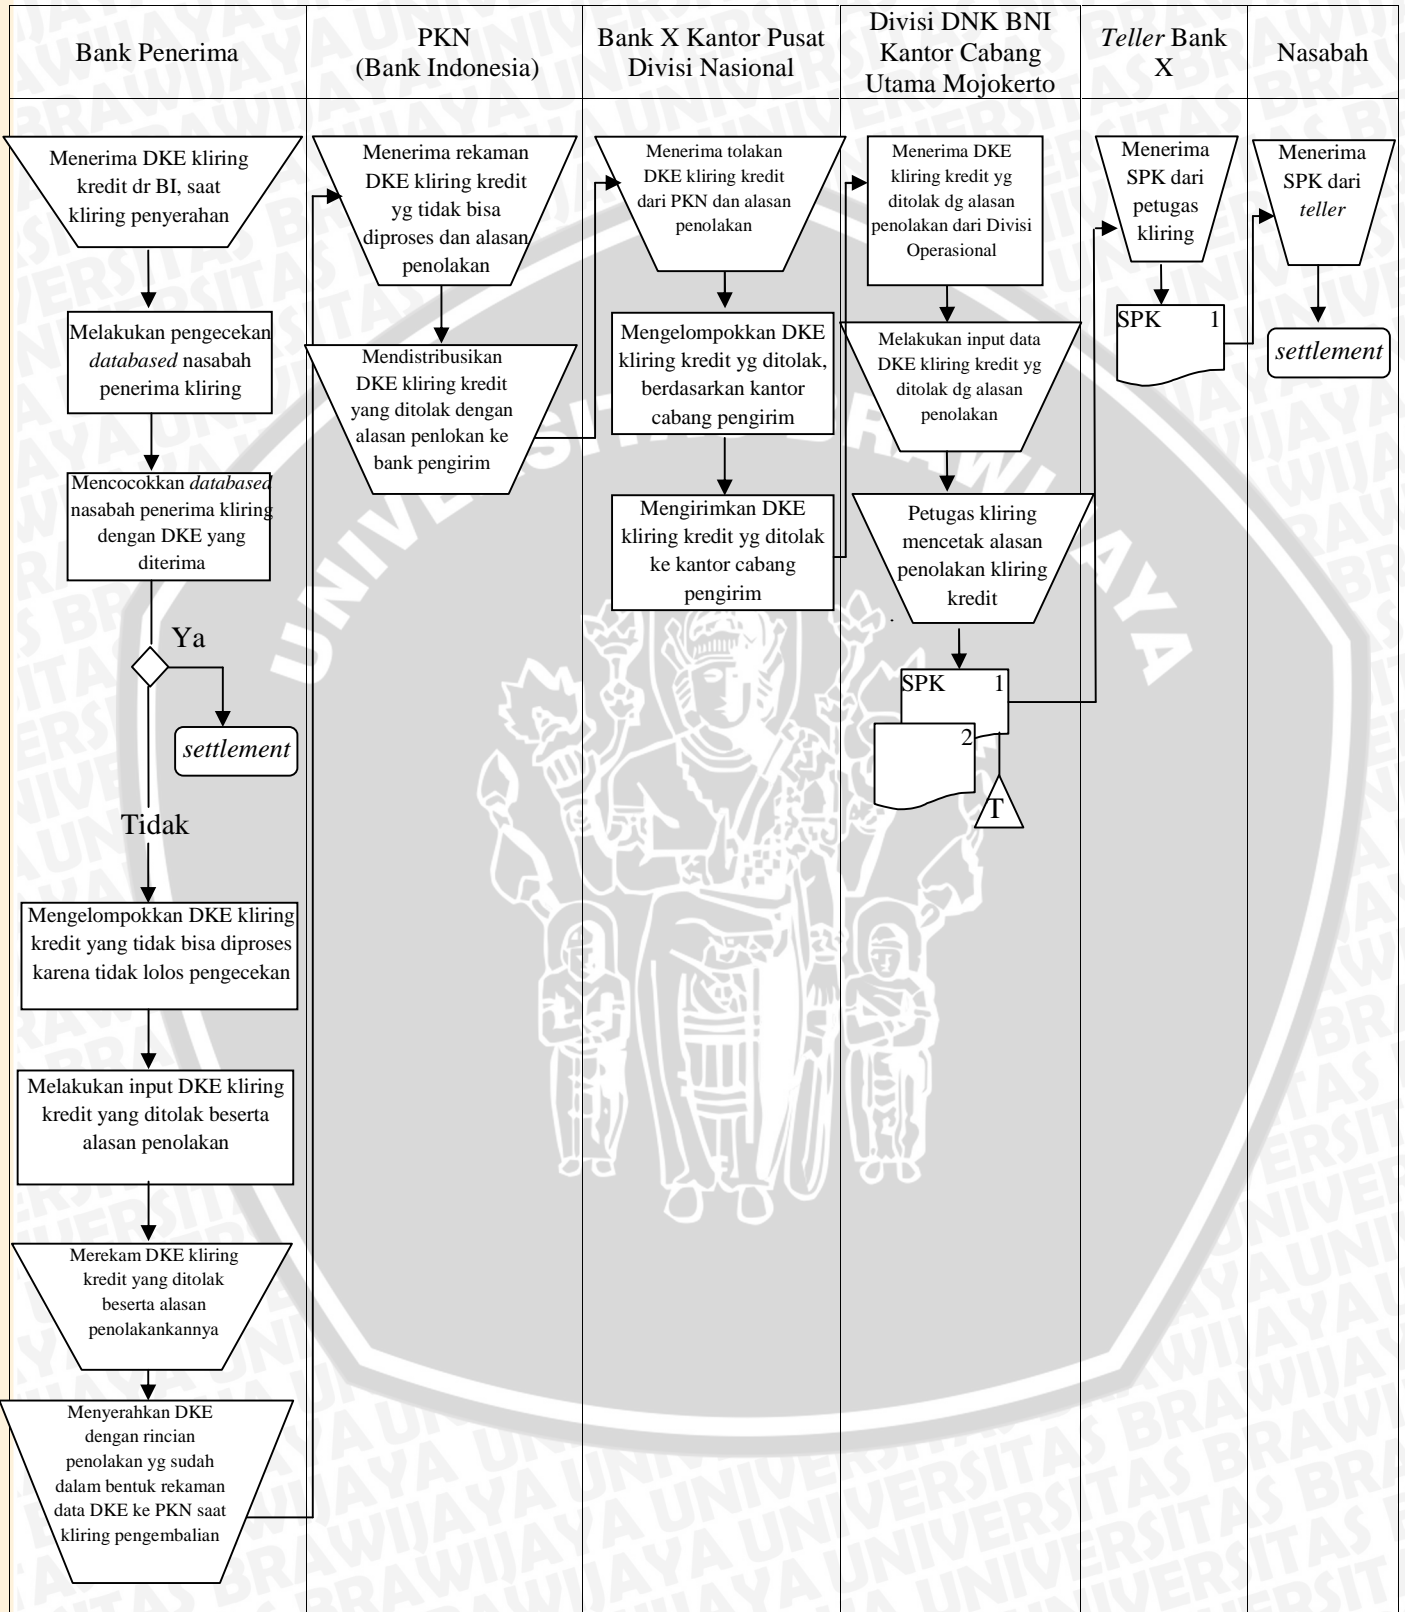 Bank Penerima
PKN
(Bank Indonesia)
Bank X Kantor Pusat
Divisi Nasional
Divisi DNK BNI
Kantor Cabang
Utama Mojokerto
Teller Bank
X
Nasabah
Menerima DKE kliring
kredit dr BI, saat
kliring penyerahan
Melakukan pengecekan
databased nasabah
penerima kliring
Mencocokkan databased
nasabah penerima kliring
dengan DKE yang
diterima
Ya
settlement
Tidak
Mengelompokkan DKE kliring
kredit yang tidak bisa diproses
karena tidak lolos pengecekan
Melakukan input DKE kliring
kredit yang ditolak beserta
alasan penolakan
Merekam DKE kliring
kredit yang ditolak
beserta alasan
penolakankannya
Menyerahkan DKE
dengan rincian
penolakan yg sudah
dalam bentuk rekaman
data DKE ke PKN saat
kliring pengembalian
Menerima rekaman
DKE kliring kredit
yg tidak bisa
diproses dan alasan
penolakan
Mendistribusikan
DKE kliring kredit
yang ditolak dengan
alasan penlokan ke
bank pengirim
Menerima tolakan
DKE kliring kredit
dari PKN dan alasan
penolakan
Mengelompokkan DKE
kliring kredit yg ditolak,
berdasarkan kantor
cabang pengirim
Mengirimkan DKE
kliring kredit yg ditolak
ke kantor cabang
pengirim
Menerima DKE
kliring kredit yg
ditolak dg alasan
penolakan dari Divisi
Operasional
Melakukan input data
DKE kliring kredit yg
ditolak dg alasan
penolakan
Petugas kliring
mencetak alasan
penolakan kliring
kredit
SPK 1
2
T
Menerima
SPK dari
petugas
kliring
SPK 1
Menerima
SPK dari
teller
settlement
UNIVERSITAS BRAWIJAYA